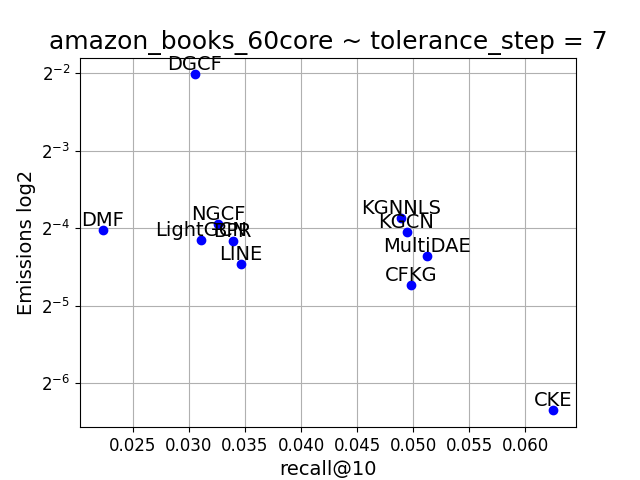 amazon_books_60core ~ tolerance_step = 7
DGCF
2⁻²
2⁻³
KGNNLS
NGCF
DMF
KGCN
2⁻⁴
LightGCN
BPR
MultiDAE
LINE
CFKG
2⁻⁵
2⁻⁶
CKE
Emissions log2
0.025 0.030 0.035 0.040 0.045 0.050 0.055 0.060
recall@10